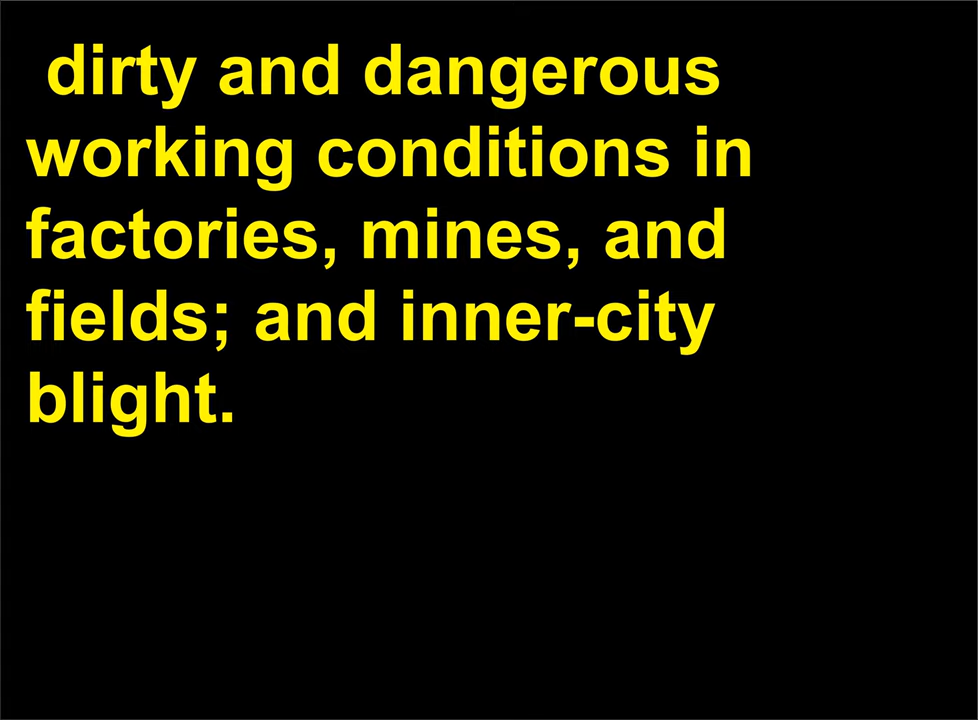 dirty and dangerous
working conditions in
factories, mines, and
fields; and inner-city
blight.